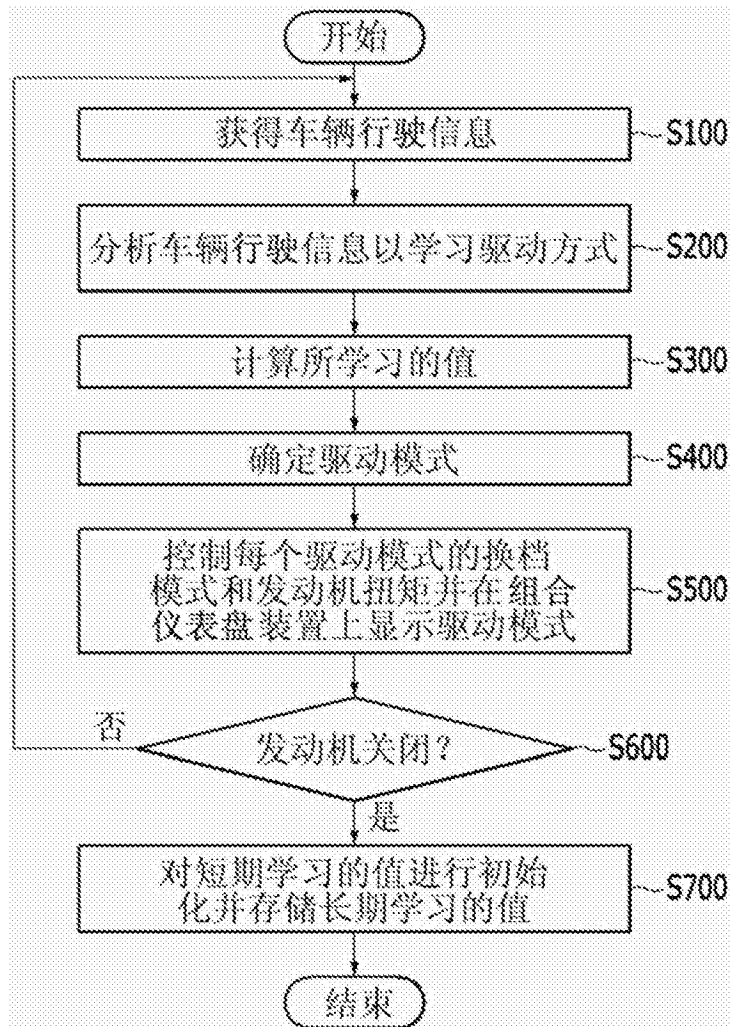 开始
获得车辆行驶信息
S100
分析车辆行驶信息以学习驱动方式
S200
计算所学习的值
S300
确定驱动模式
S400
控制每个驱动模式的换档
模式和发动机扭矩并在组合
仪表盘装置上显示驱动模式
S500
否
发动机关闭？
S600
是
对短期学习的值进行初始
化并存储长期学习的值
S700
结束